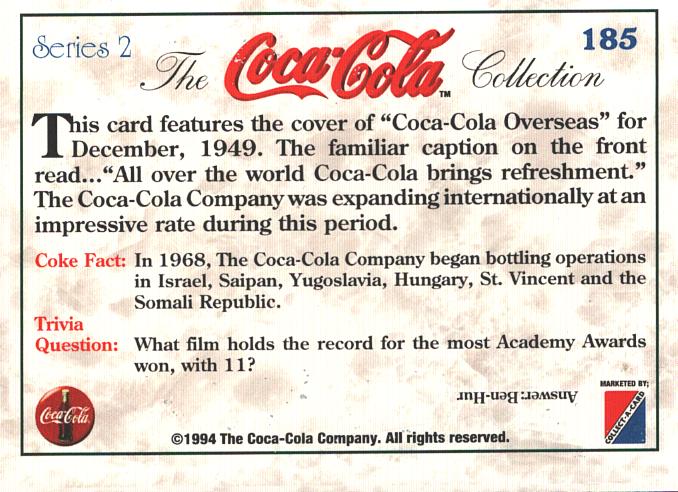 Series 2
185
The Coca-Cola Collection
TM
This card features the cover of “Coca-Cola Overseas” for
December, 1949. The familiar caption on the front
read...“All over the world Coca-Cola brings refreshment.”
The Coca-Cola Company was expanding internationally at an
impressive rate during this period.
Coke Fact: In 1968, The Coca-Cola Company began bottling operations
in Israel, Saipan, Yugoslavia, Hungary, St. Vincent and the
Somali Republic.
Trivia
Question: What film holds the record for the most Academy Awards
won, with 11?
Answer: Ben-Hur
MARKETED BY;
COLLECT-A-CARD
Coca-Cola
©1994 The Coca-Cola Company. All rights reserved.